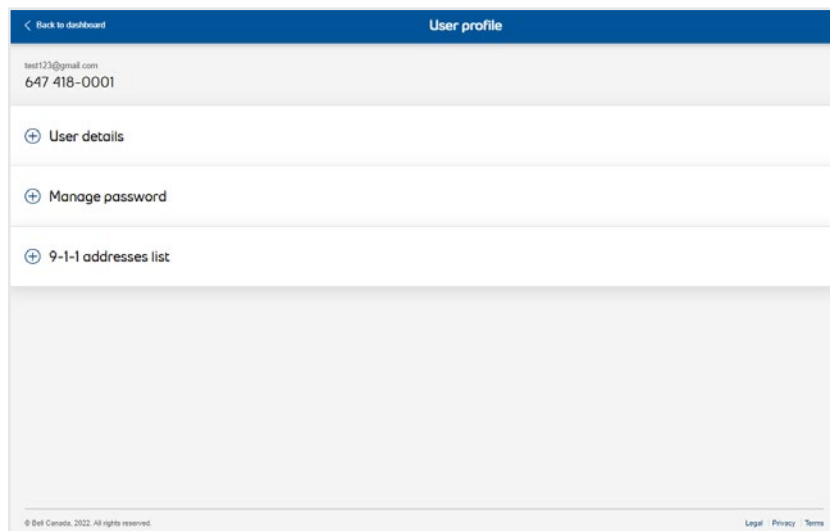 Back to dashboard
User profile
test123@gmail.com
647 418-0001
User details
Manage password
9-1-1 addresses list
© Bell Canada, 2022. All rights reserved.
Legal Privacy Terms